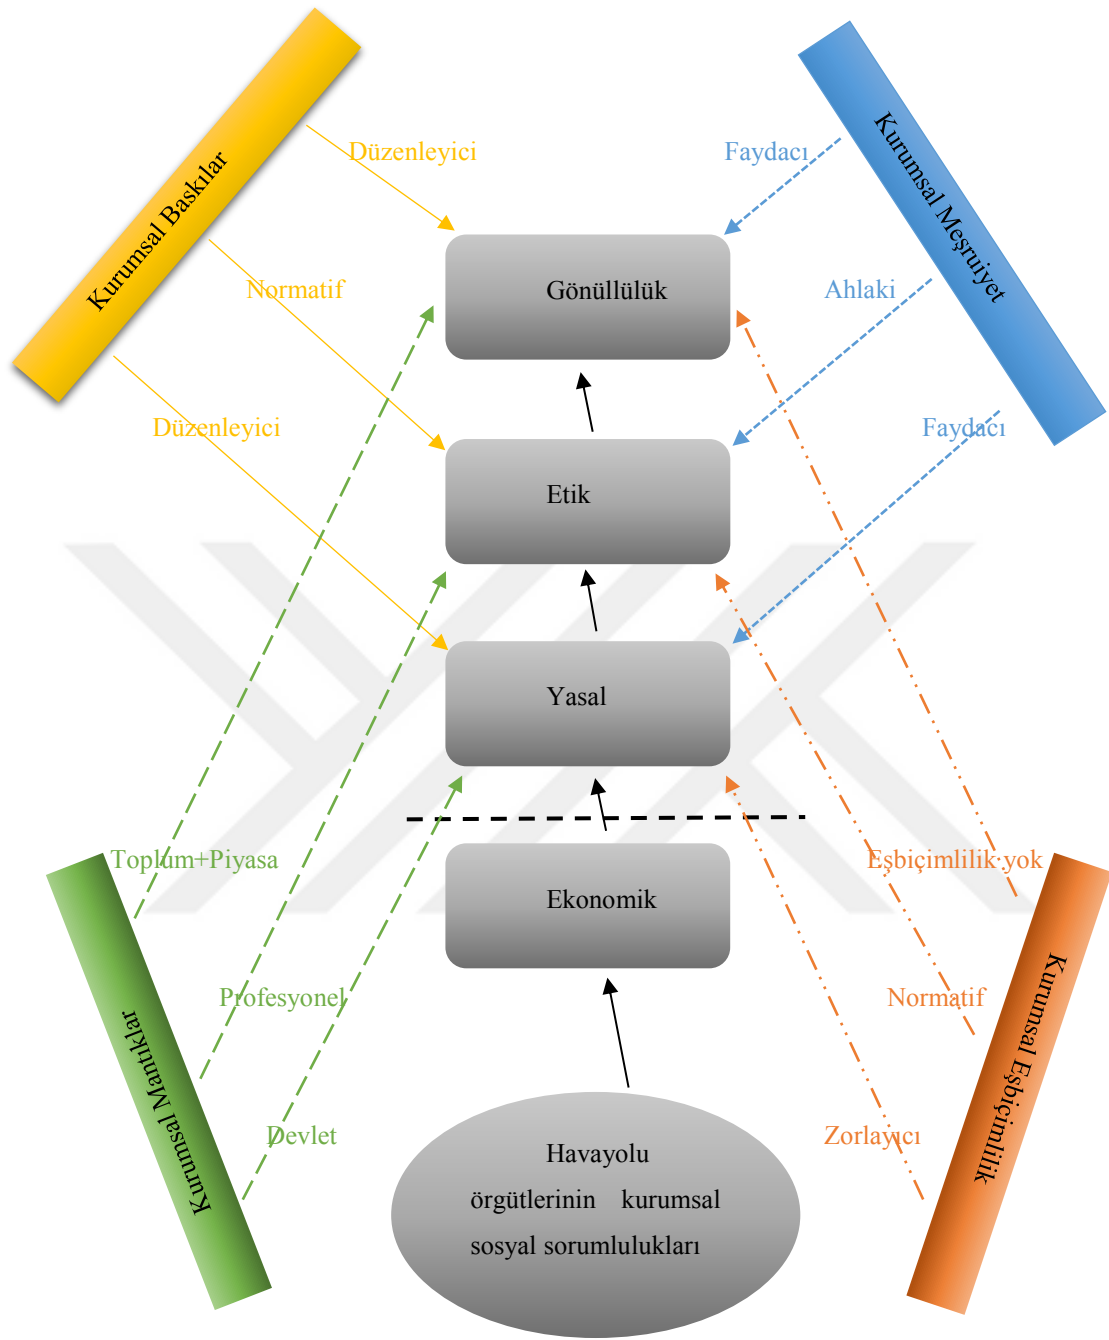 Kurumsal Baskılar
Kurumsal Meşruiyet
Düzenleyici
Faydacı
Gönüllülük
Normatif
Ahlaki
Düzenleyici
Faydacı
Etik
Yasal
Toplum+Piyasa
Eşbiçimlilik yok
Ekonomik
Profesyonel
Normatif
Kurumsal Mantıklar
Kurumsal Eşbiçimlilik
Devlet
Zorlayıcı
Havayolu
örgütlerinin kurumsal
sosyal sorumlulukları